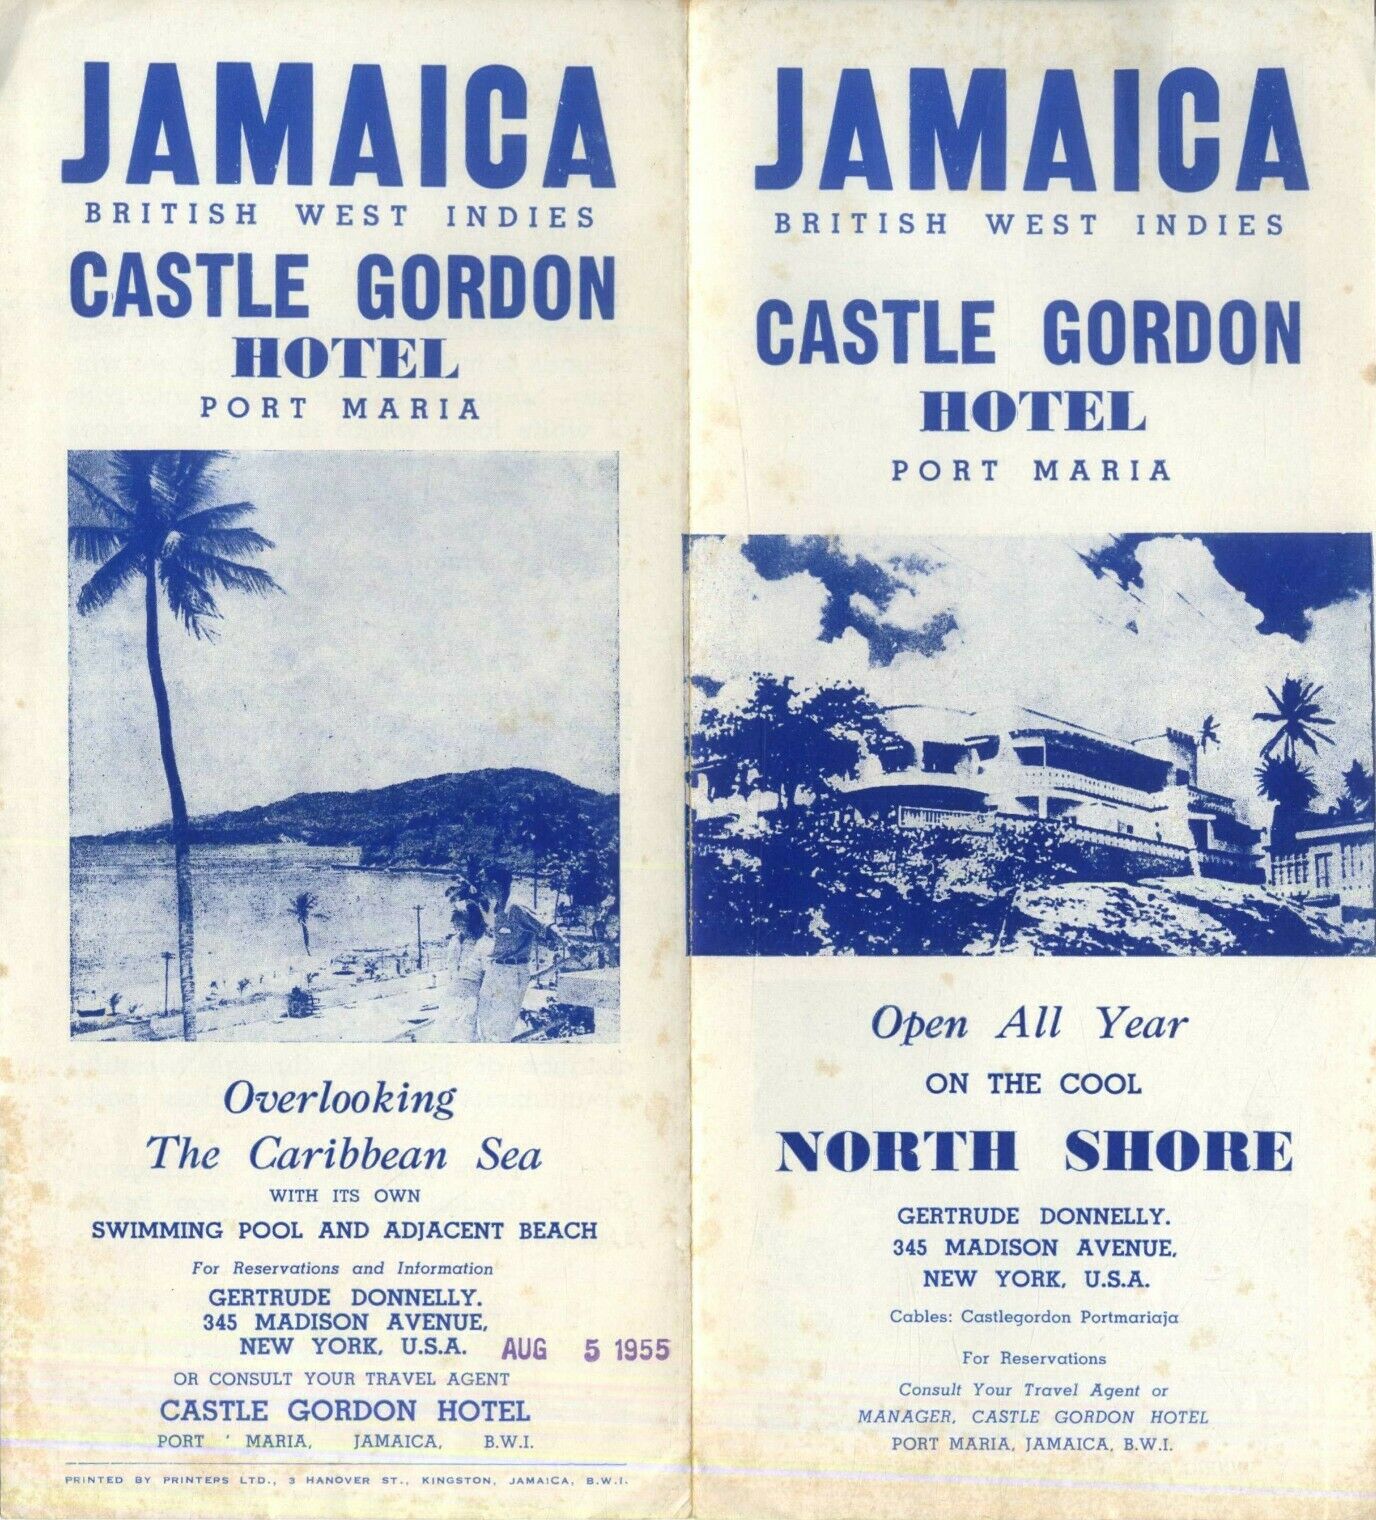 JAMAICA
BRITISH WEST INDIES
CASTLE GORDON
HOTEL
PORT MARIA
Overlooking
The Caribbean Sea
WITH ITS OWN
SWIMMING POOL AND ADJACENT BEACH
For Reservations and Information
GERTRUDE DONNELLY.
345 MADISON AVENUE,
NEW YORK, U.S.A.
AUG 5 1955
OR CONSULT YOUR TRAVEL AGENT
CASTLE GORDON HOTEL
PORT ' MARIA, JAMAICA, B.W.I.
PRINTED BY PRINTERS LTD., 3 HANOVER ST., KINGSTON, JAMAICA, B.W.I.
JAMAICA
BRITISH WEST INDIES
CASTLE GORDON
HOTEL
PORT MARIA
Open All Year
ON THE COOL
NORTH SHORE
GERTRUDE DONNELLY.
345 MADISON AVENUE,
NEW YORK, U.S.A.
Cables: Castlegordon Portmariaja
For Reservations
Consult Your Travel Agent or
MANAGER, CASTLE GORDON HOTEL
PORT MARIA, JAMAICA, B.W.I.